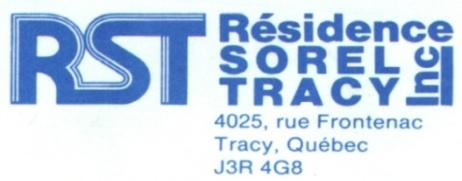 RST
Résidence
SOREL
TRACY Inc
4025, rue Frontenac
Tracy, Québec
J3R 4G8